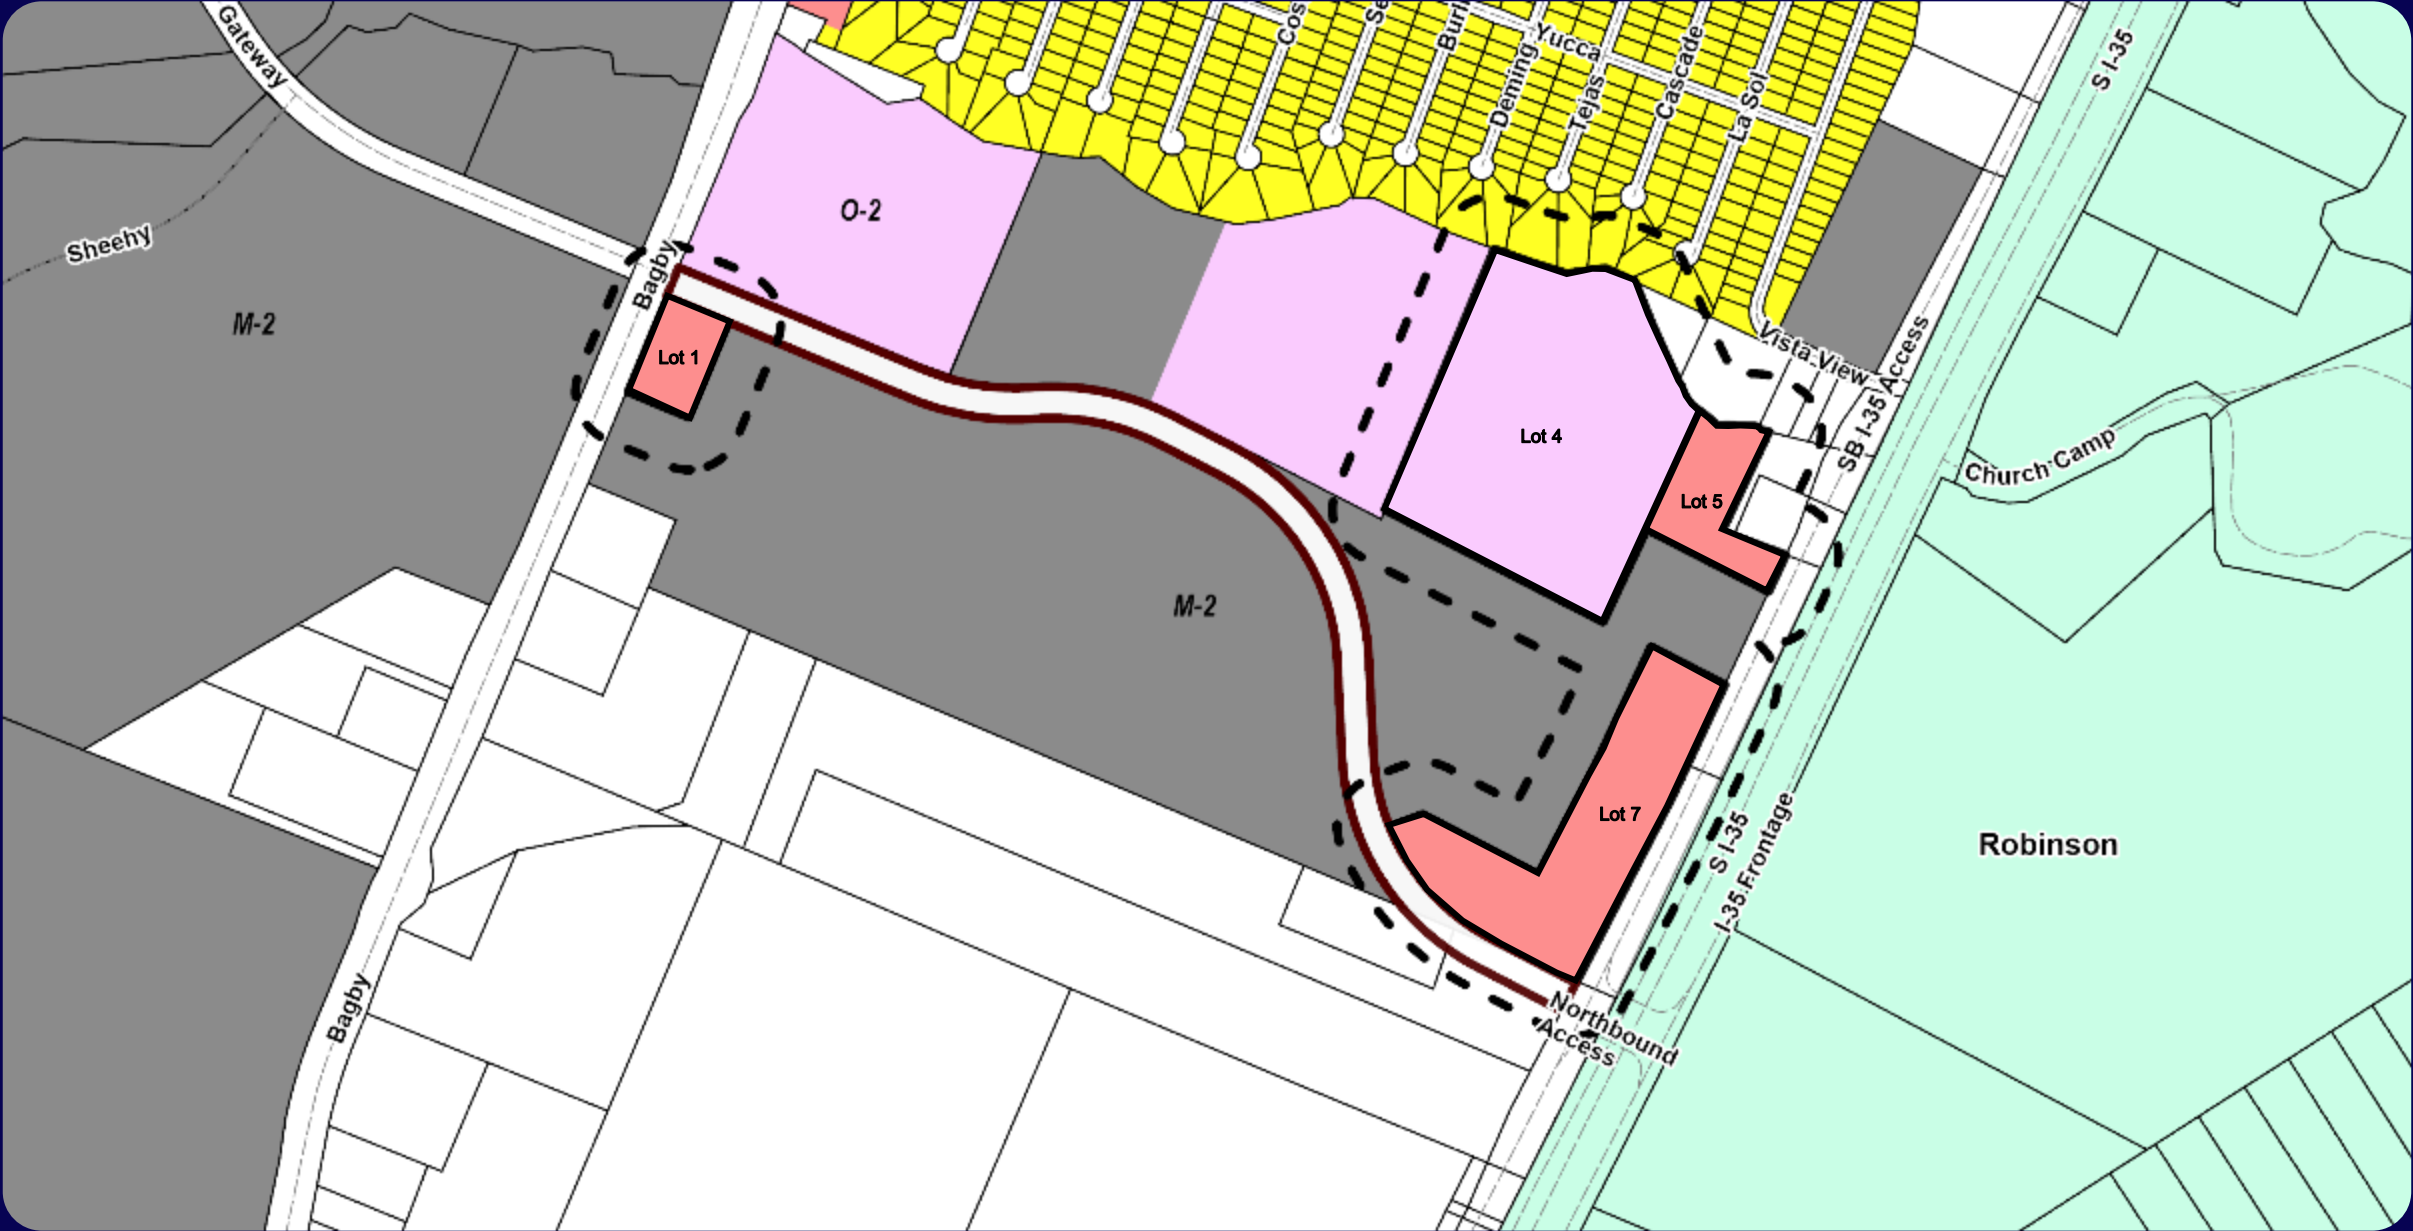 Gateway
Cos
Se
Buri
Yucca
Deming
Tejas
Cascade
La Sol
S I-35
Sheehy
O-2
Bagby
M-2
Lot 1
Vista View
SB I-35 Access
Lot 4
Lot 5
Church Camp
M-2
Lot 7
S I-35
I-35 Frontage
Robinson
Bagby
Northbound
Access